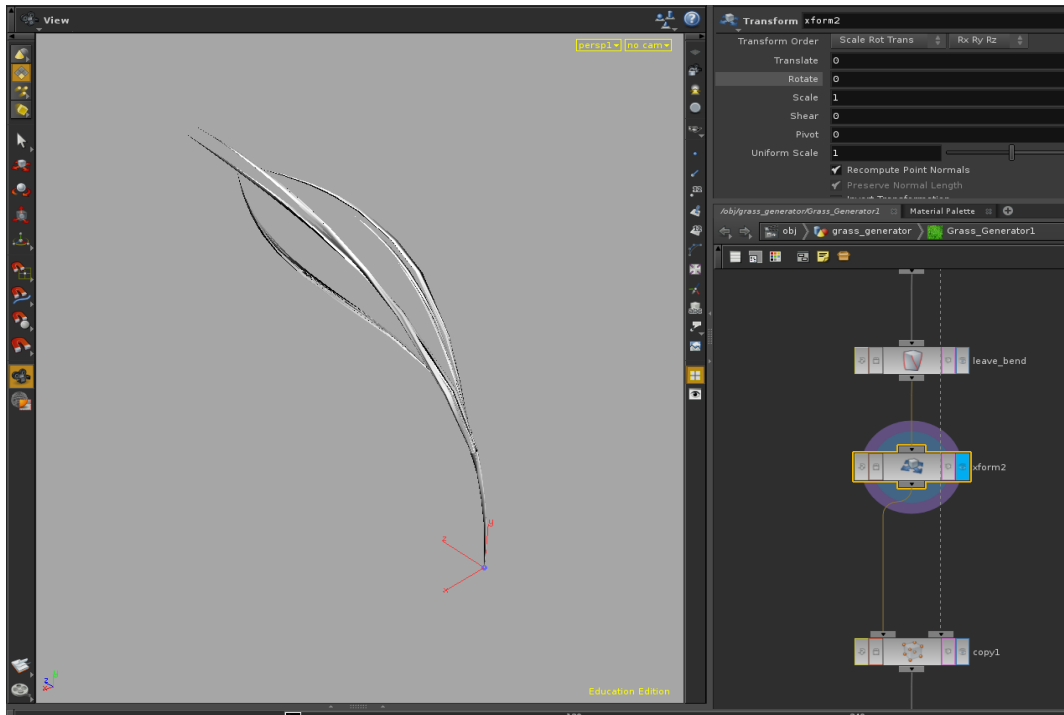 View
persp1
no cam
Education Edition
z
y
x
Transform xform2
Transform Order Scale Rot Trans Rx Ry Rz
Translate 0
Rotate 0
Scale 1
Shear 0
Pivot 0
Uniform Scale 1
Recompute Point Normals
Preserve Normal Length
Invert Transformation
/obj/grass_generator/Grass_Generator1 Material Palette
obj grass_generator Grass_Generator1
leave_bend
xform2
copy1